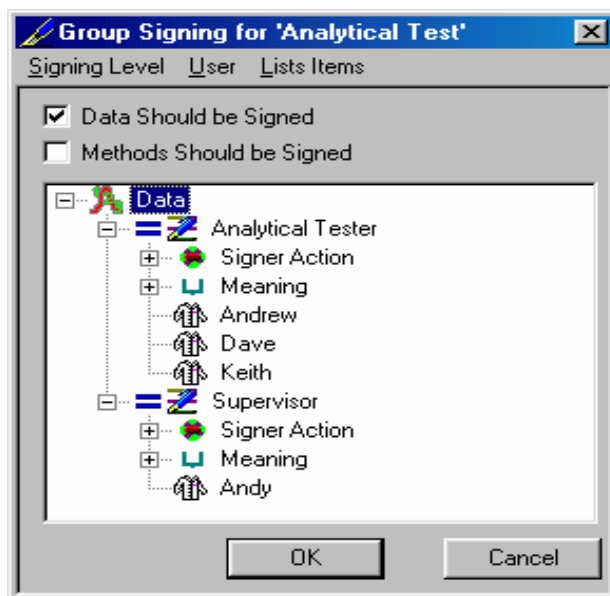 Group Signing for 'Analytical Test'
Signing Level User Lists Items
Data Should be Signed
Methods Should be Signed
Data
Analytical Tester
Signer Action
Meaning
Andrew
Dave
Keith
Supervisor
Signer Action
Meaning
Andy
OK Cancel